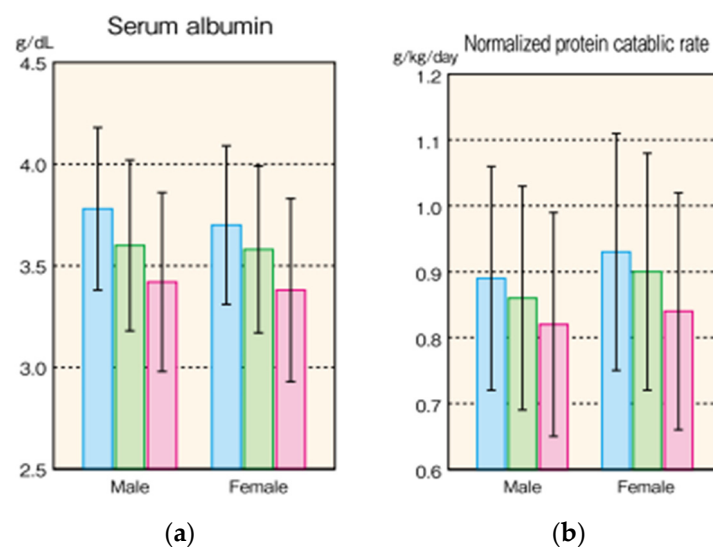 Serum albumin
g/dL
4.5
4.0
3.5
3.0
2.5
Male Female
(a)
Normalized protein catablic rate
g/kg/day
1.2
1.1
1.0
0.9
0.8
0.7
0.6
Male Female
(b)